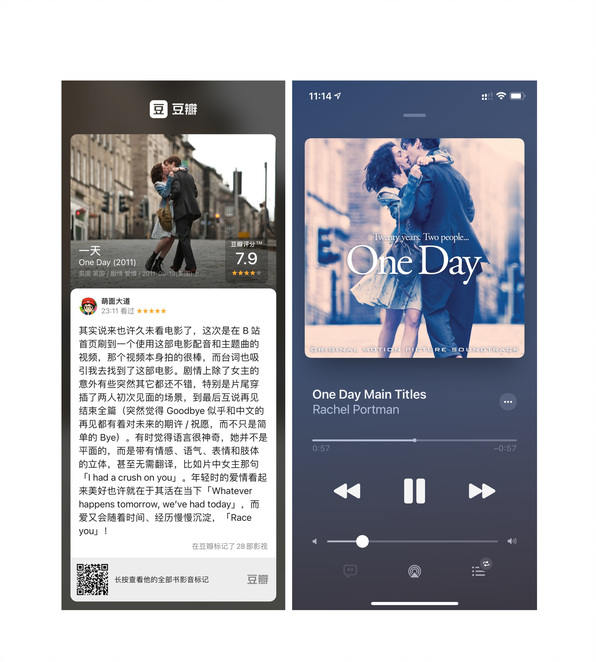 豆 豆瓣
一天
One Day (2011)
豆瓣评分™
7.9
萌面大道
23:11 看过
其实说来也许久未看电影了，这次是在 B 站
首页刷到一个使用这部电影配音和主题曲的
视频，那个视频本身拍的很棒，而台词也吸
引我去找到了这部电影。剧情上除了女主的
意外有些突然其它都还不错，特别是片尾穿
插了两人初次见面的场景，到最后互说再见
结束全篇（突然觉得 Goodbye 似乎和中文的
再见都有着对未来的期许 / 祝愿，而不只是简
单的 Bye）。有时觉得语言很神奇，她并不是
平面的，而是带有情感、语气、表情和肢体
的立体，甚至无需翻译，比如片中女主那句
「I had a crush on you」。年轻时的爱情看起
来美好也许就在于其活在当下「Whatever
happens tomorrow, we've had today」，而
爱又会随着时间、经历慢慢沉淀，「Race
you」！
在豆瓣标记了28部影视
长按查看他的全部书影音标记
豆瓣
11:14
Twenty years. Two people...
One Day
ORIGINAL MOTION PICTURE SOUNDTRACK
One Day Main Titles
Rachel Portman
0:57
-0:57